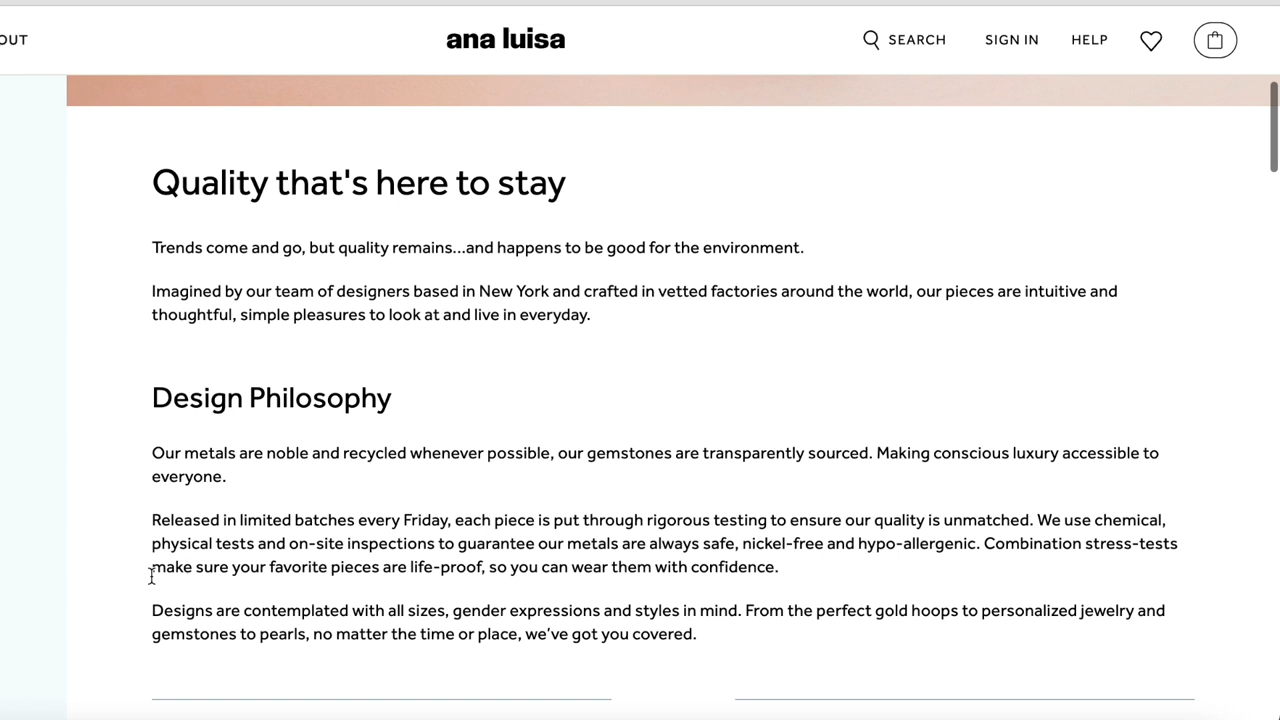 OUT
ana luisa
SEARCH
SIGN IN
HELP
Quality that's here to stay
Trends come and go, but quality remains...and happens to be good for the environment.
Imagined by our team of designers based in New York and crafted in vetted factories around the world, our pieces are intuitive and
thoughtful, simple pleasures to look at and live in everyday.
Design Philosophy
Our metals are noble and recycled whenever possible, our gemstones are transparently sourced. Making conscious luxury accessible to
everyone.
Released in limited batches every Friday, each piece is put through rigorous testing to ensure our quality is unmatched. We use chemical,
physical tests and on-site inspections to guarantee our metals are always safe, nickel-free and hypo-allergenic. Combination stress-tests
make sure your favorite pieces are life-proof, so you can wear them with confidence.
Designs are contemplated with all sizes, gender expressions and styles in mind. From the perfect gold hoops to personalized jewelry and
gemstones to pearls, no matter the time or place, we’ve got you covered.